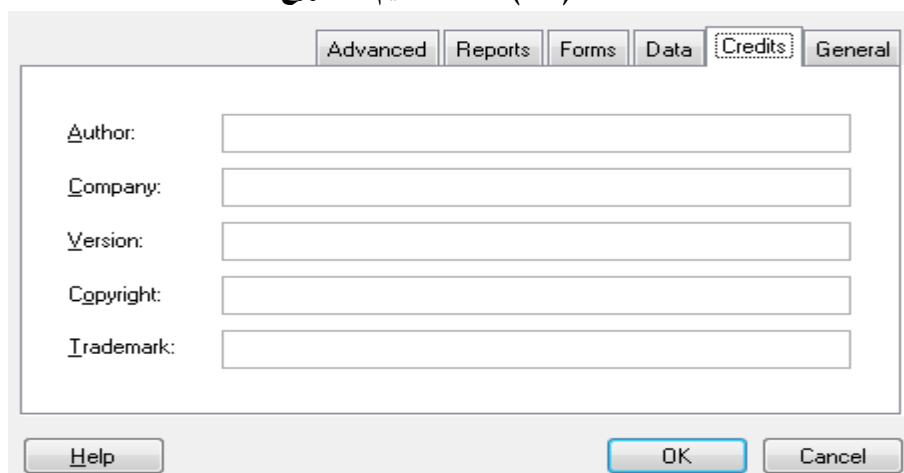 Advanced Reports Forms Data Credits General
Author:
Company:
Version:
Copyright:
Trademark:
Help OK Cancel